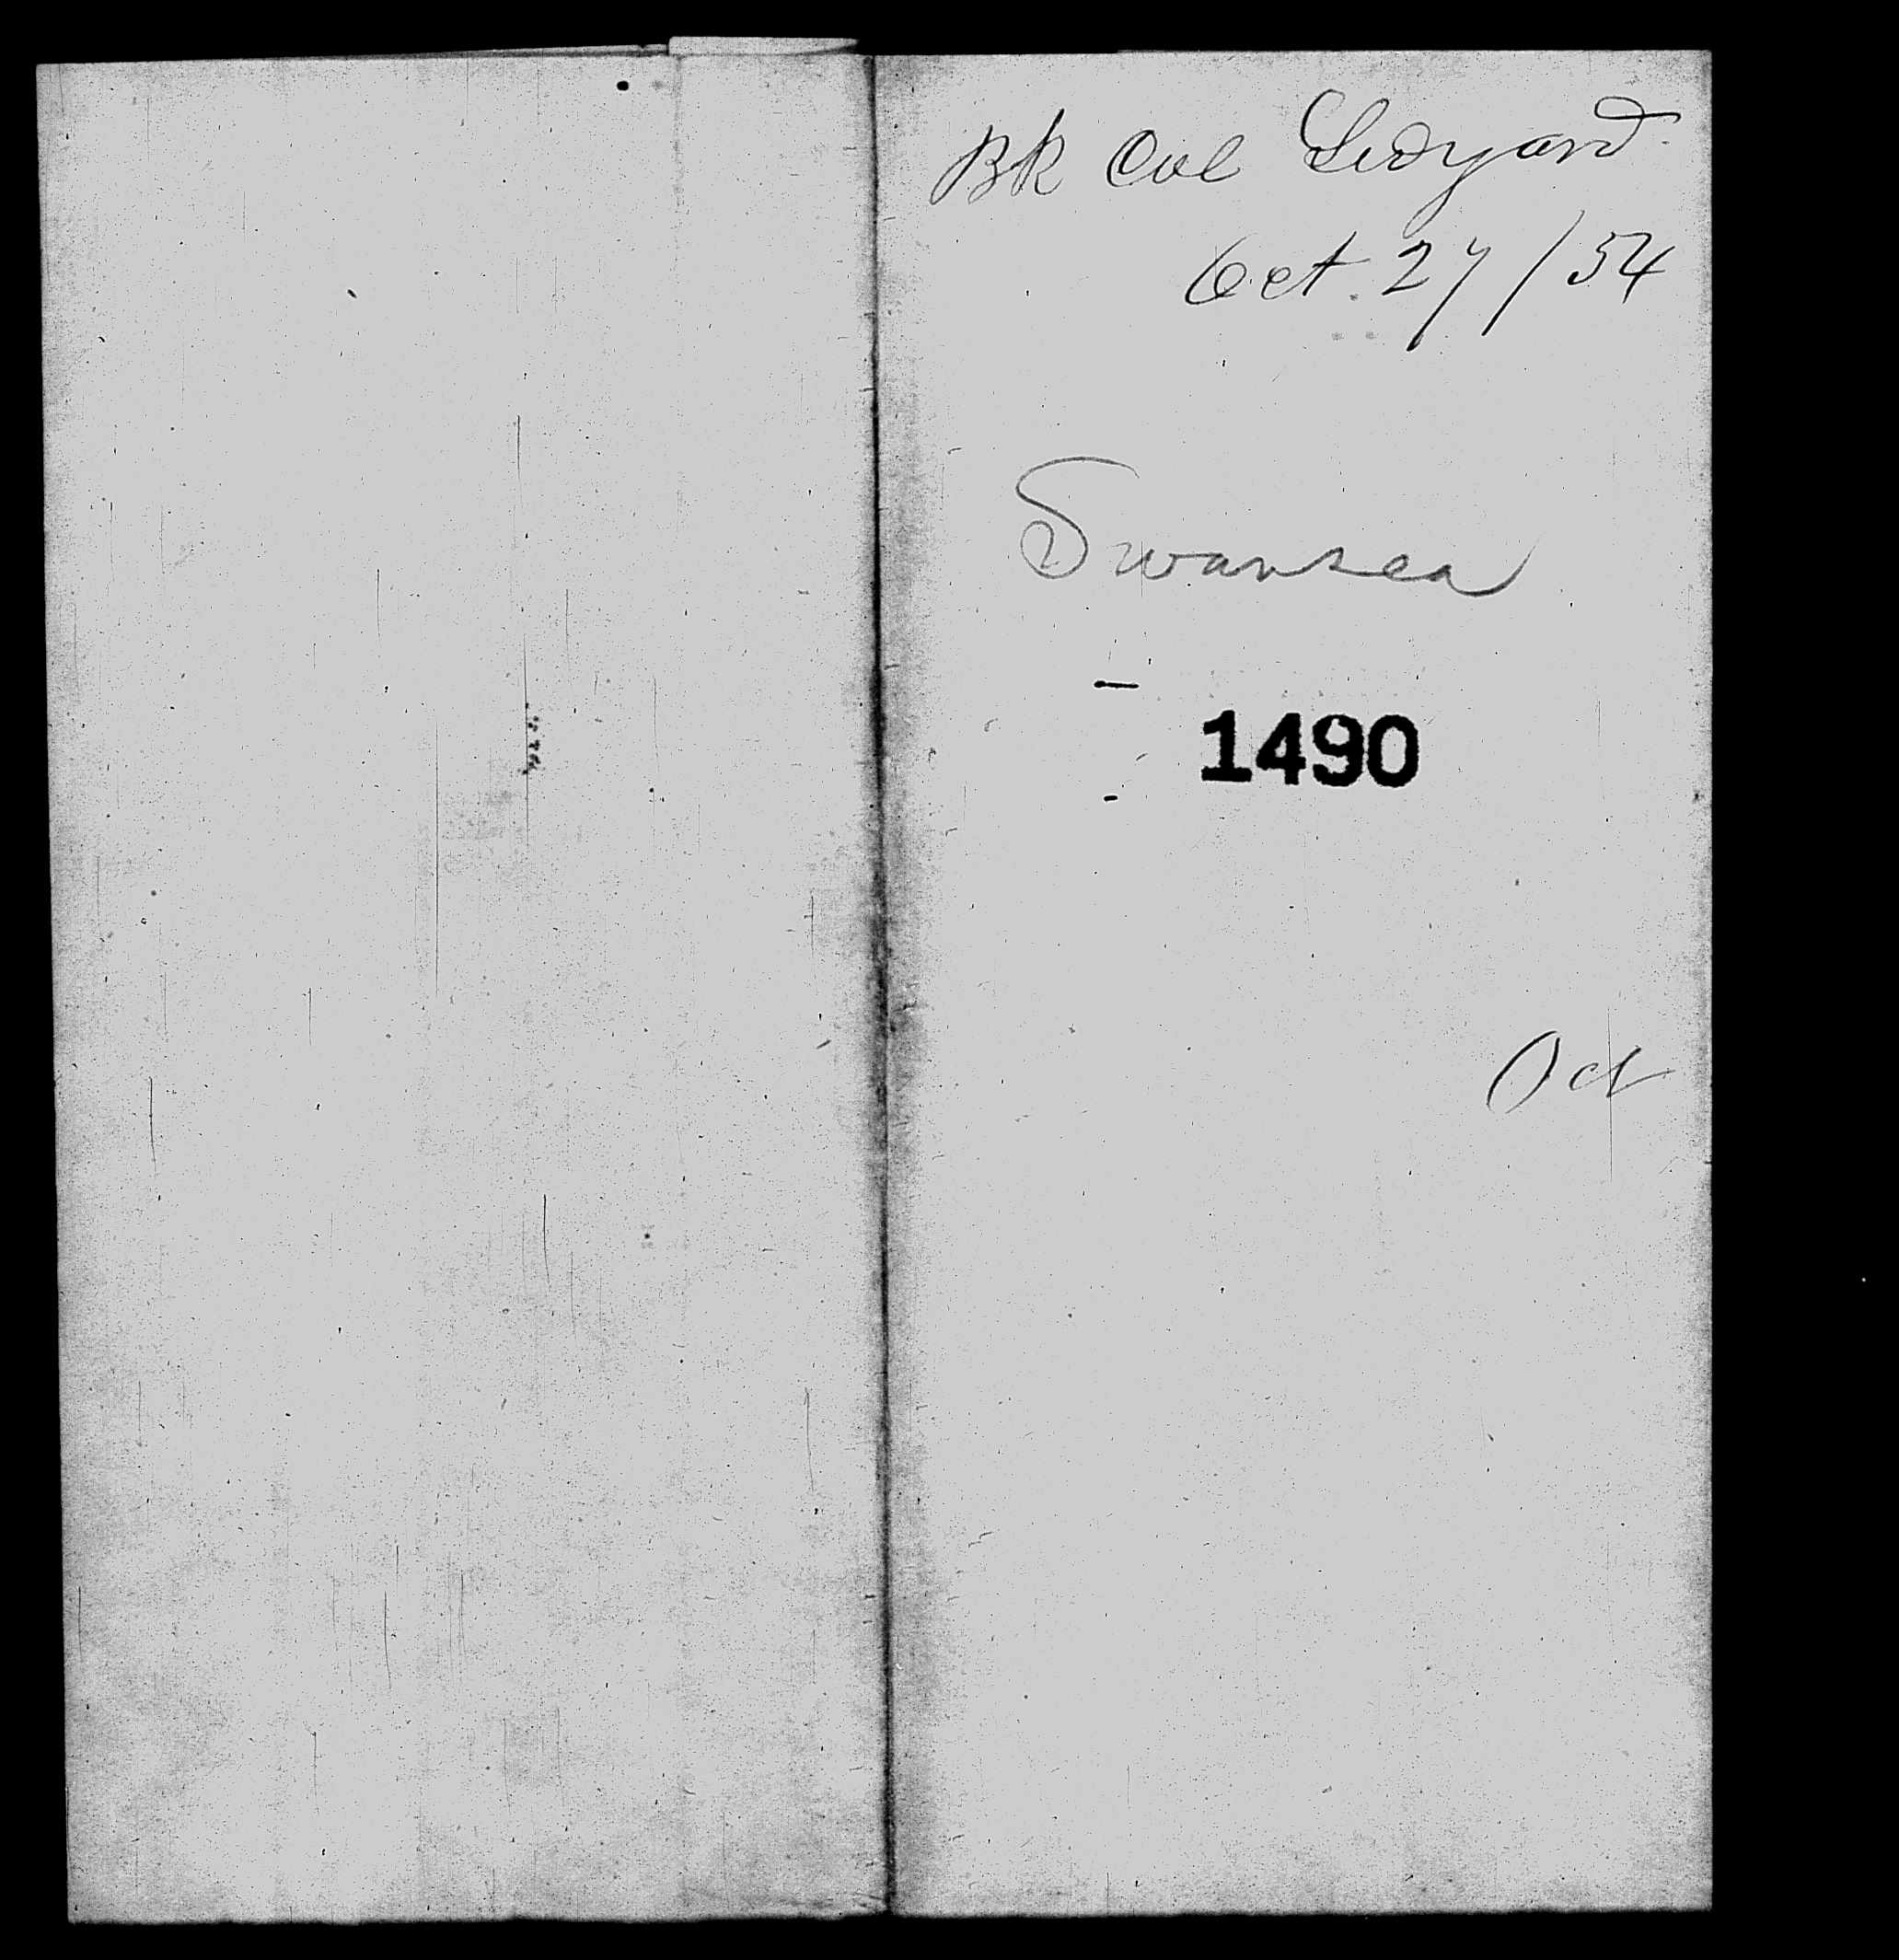 Bk Col Ledyard
Oct. 27/54
Swansea
1490
Oct